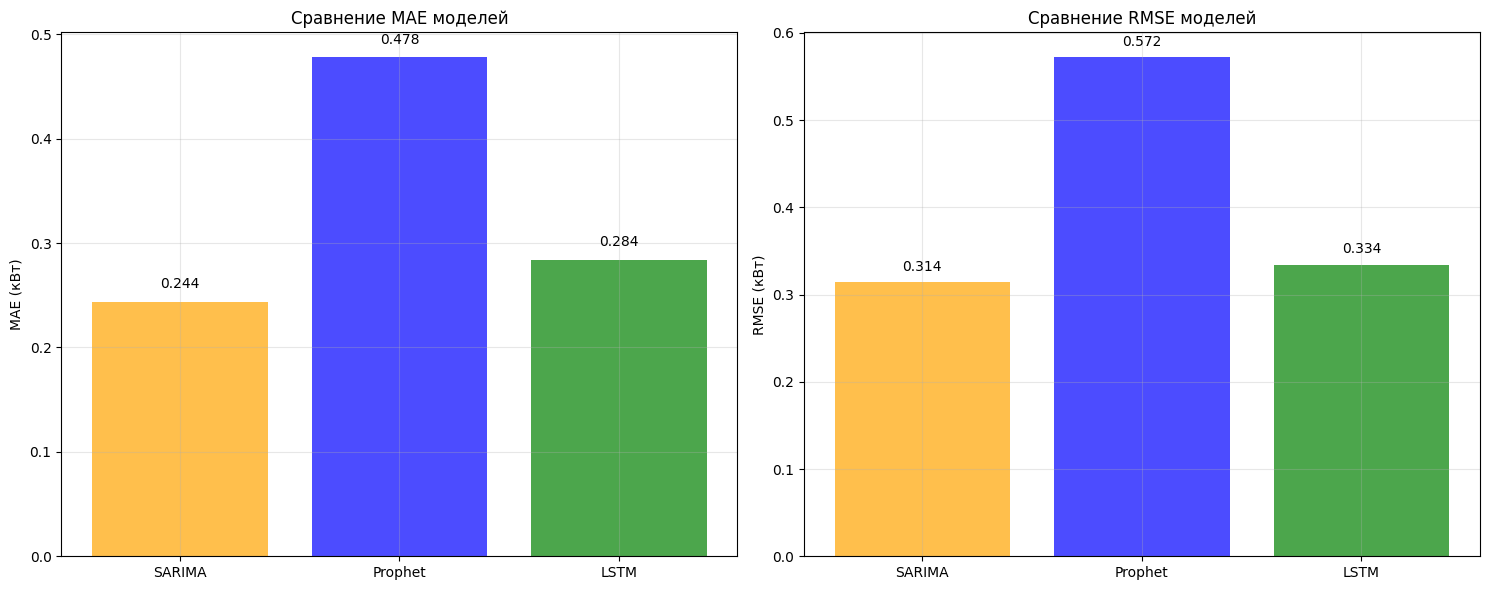 Сравнение MAE моделей
MAE (кВт)
0.5
0.4
0.3
0.2
0.1
0.0
0.244
0.478
0.284
SARIMA
Prophet
LSTM
Сравнение RMSE моделей
RMSE (кВт)
0.6
0.5
0.4
0.3
0.2
0.1
0.0
0.314
0.572
0.334
SARIMA
Prophet
LSTM